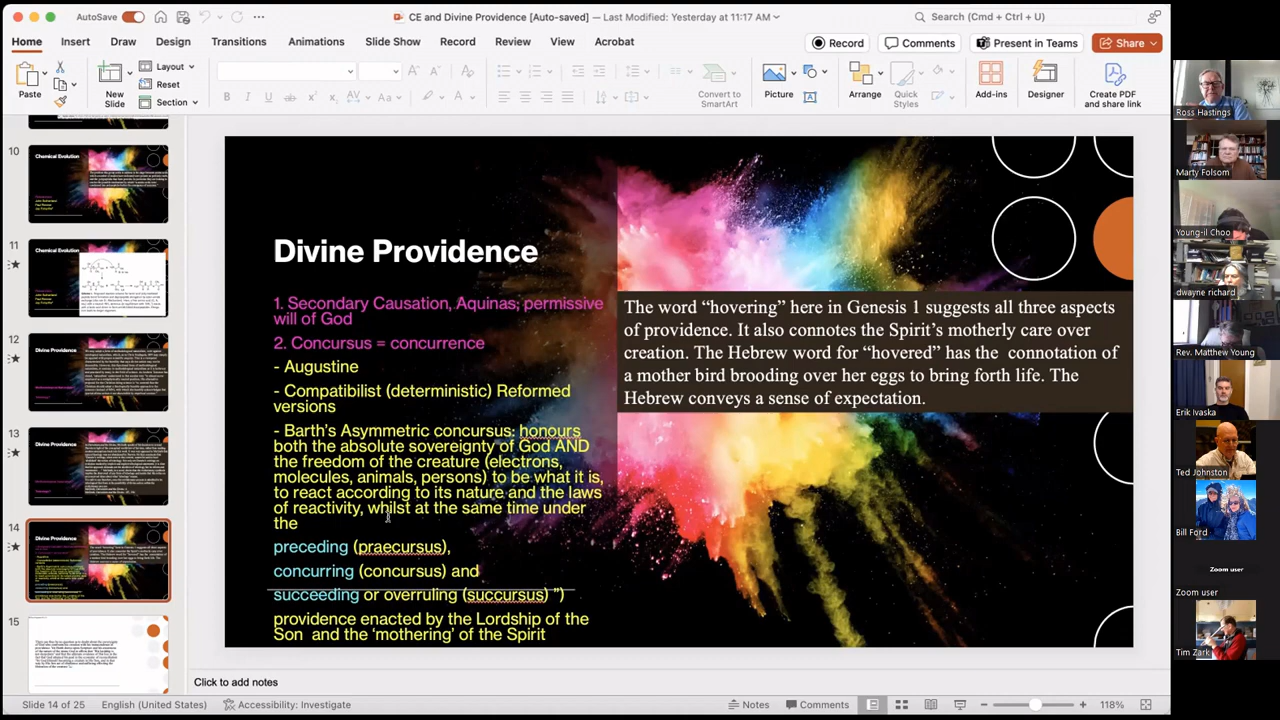 AutoSave
CE and Divine Providence [Auto-saved] — Last Modified: Yesterday at 11:17 AM
Search (Cmd + Ctrl + U)
Home Insert Draw Design Transitions Animations Slide Show Record Review View Acrobat
Record Comments Present in Teams Share
Paste
New Slide
Layout
Reset
Section
Convert to SmartArt
Picture
Arrange
Quick Styles
Add-ins
Designer
Create PDF and share link
10
Chemical Evolution
11
Chemical Evolution
12
Divine Providence
13
Divine Providence
14
Divine Providence
15
Divine Providence
1. Secondary Causation, Aquinas; permissive
will of God
2. Concursus = concurrence
- Augustine
- Compatibilist (deterministic) Reformed
versions
- Barth's Asymmetric concursus: honours
both the absolute sovereignty of God AND
the freedom of the creature (electrons,
molecules, animals, persons) to be what it is,
to react according to its nature and the laws
of reactivity, whilst at the same time under
the
preceding (praecursus),
concurring (concursus) and
succeeding or overruling (succursus) ”)
providence enacted by the Lordship of the
Son and the ‘mothering’ of the Spirit
The word “hovering” here in Genesis 1 suggests all three aspects
of providence. It also connotes the Spirit’s motherly care over
creation. The Hebrew word for “hovered” has the connotation of
a mother bird brooding over her eggs to bring forth life. The
Hebrew conveys a sense of expectation.
Click to add notes
Slide 14 of 25 English (United States) Accessibility: Investigate
Notes Comments 118%
Ross Hastings
Marty Folsom
Young-il Choo
dwayne richard
Rev. Matthew Young
Erik Ivaska
Ted Johnston
Bill Ford
Zoom user
Zoom user
Tim Zark